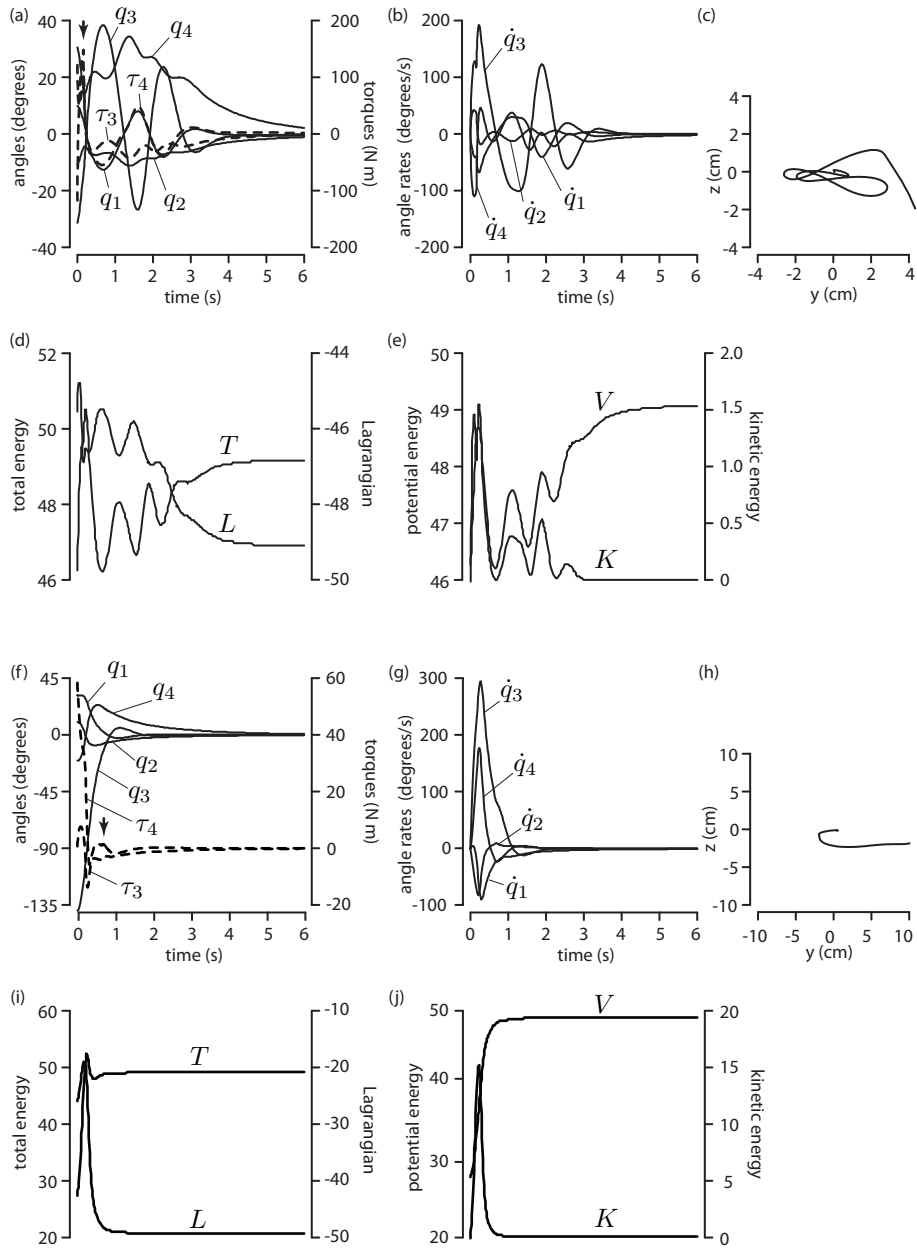 (a)
40
20
0
-20
-40
angles (degrees)
200
100
0
-100
-200
torques (N m)
0 1 2 3 4 5 6
time (s)
q3
q4
τ4
τ3
q1
q2
(b)
200
100
0
-100
-200
angle rates (degrees/s)
0 1 2 3 4 5 6
time (s)
q̇3
q̇1
q̇2
q̇4
(c)
4
2
0
-2
-4
z (cm)
-4 -2 0 2 4
y (cm)
(d)
52
50
48
46
total energy
-44
-46
-48
-50
Lagrangian
T
L
(e)
50
49
48
47
46
potential energy
2.0
1.5
1.0
0.5
0
kinetic energy
V
K
(f)
45
0
-45
-90
-135
angles (degrees)
60
40
20
0
-20
torques (N m)
0 1 2 3 4 5 6
time (s)
q1
q4
q2
q3
τ4
τ3
(g)
300
200
100
0
-100
angle rates (degrees/s)
0 1 2 3 4 5 6
time (s)
q̇3
q̇4
q̇2
q̇1
(h)
10
5
0
-5
-10
z (cm)
-10 -5 0 5 10
y (cm)
(i)
60
50
40
30
20
total energy
-10
-20
-30
-40
-50
Lagrangian
T
L
(j)
50
40
30
20
potential energy
20
15
10
5
0
kinetic energy
V
K